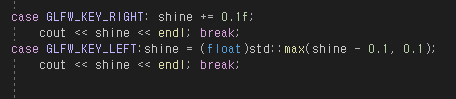 case GLFW_KEY_RIGHT: shine += 0.1f;
cout << shine << endl; break;
case GLFW_KEY_LEFT:shine = (float)std::max(shine - 0.1, 0.1);
cout << shine << endl; break;